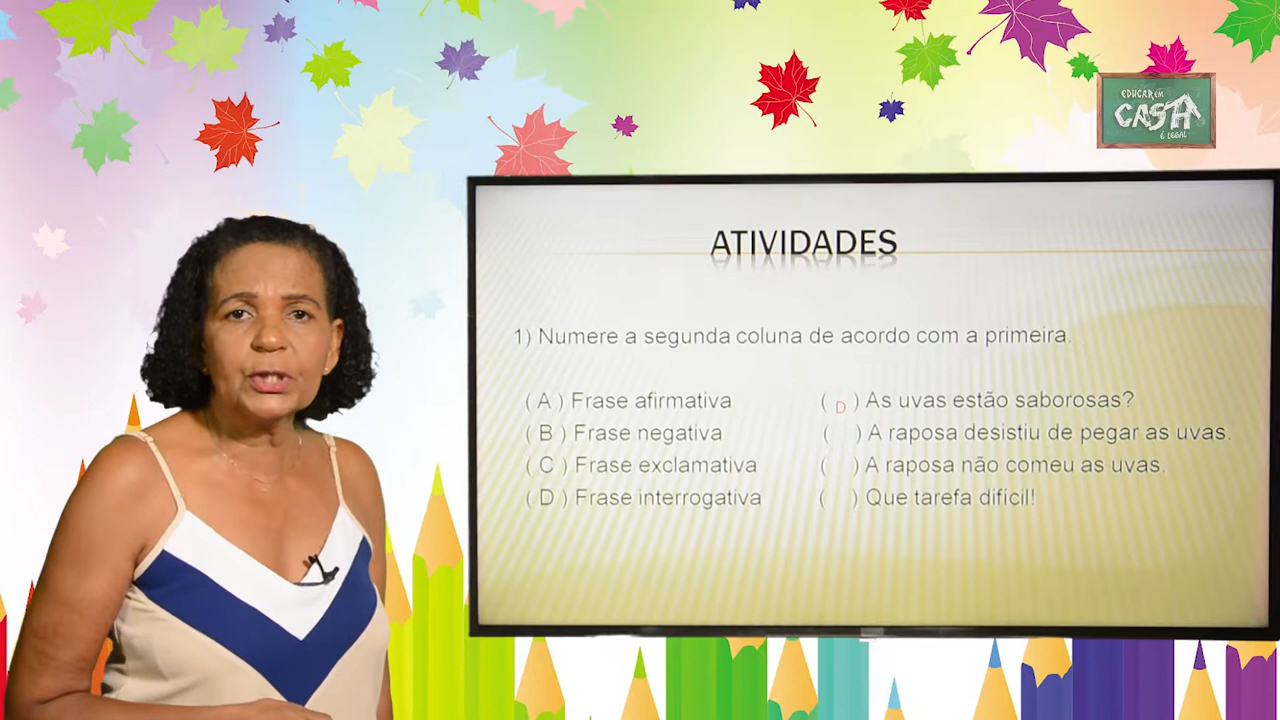 EDUCAR EM
CASA
É LEGAL
ATIVIDADES
1) Numere a segunda coluna de acordo com a primeira.
( A ) Frase afirmativa ( D ) As uvas estão saborosas?
( B ) Frase negativa ( ) A raposa desistiu de pegar as uvas.
( C ) Frase exclamativa ( ) A raposa não comeu as uvas.
( D ) Frase interrogativa ( ) Que tarefa difícil!